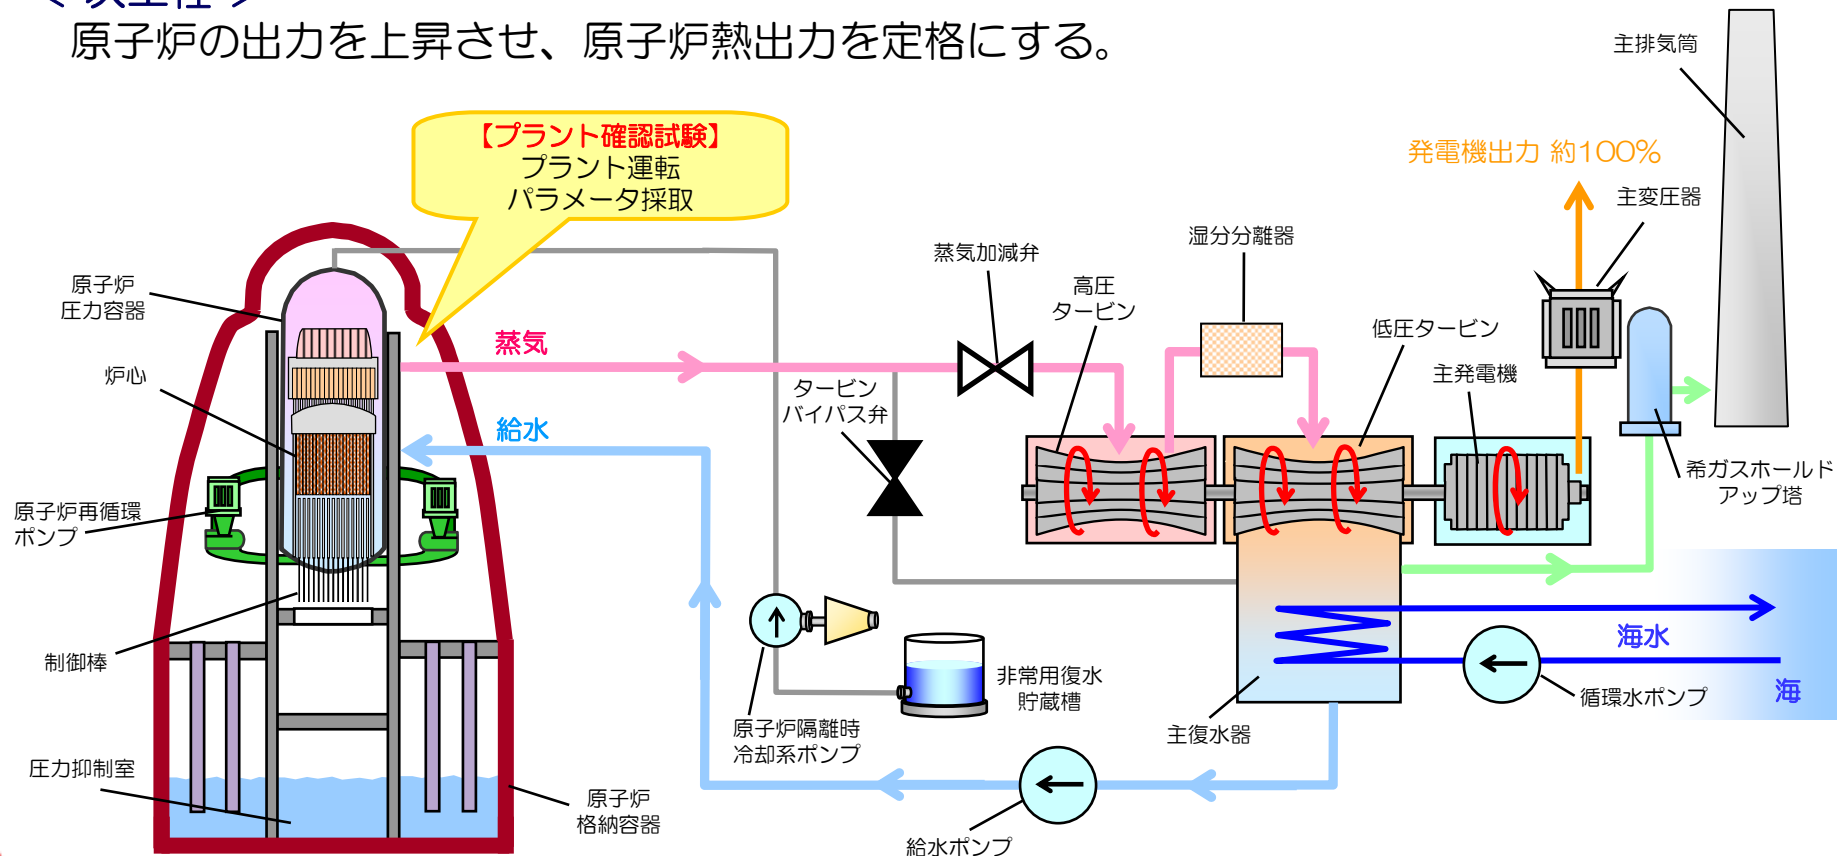 原子炉の出力を上昇させ、原子炉熱出力を定格にする。
【プラント確認試験】
プラント運転
パラメータ採取
主排気筒
発電機出力 約100%
主変圧器
湿分分離器
蒸気加減弁
高圧
タービン
低圧タービン
主発電機
原子炉
圧力容器
蒸気
炉心
タービン
バイパス弁
給水
希ガスホールド
アップ塔
原子炉再循環
ポンプ
制御棒
海水
非常用復水
貯蔵槽
循環水ポンプ
海
原子炉隔離時
冷却系ポンプ
主復水器
圧力抑制室
原子炉
格納容器
給水ポンプ